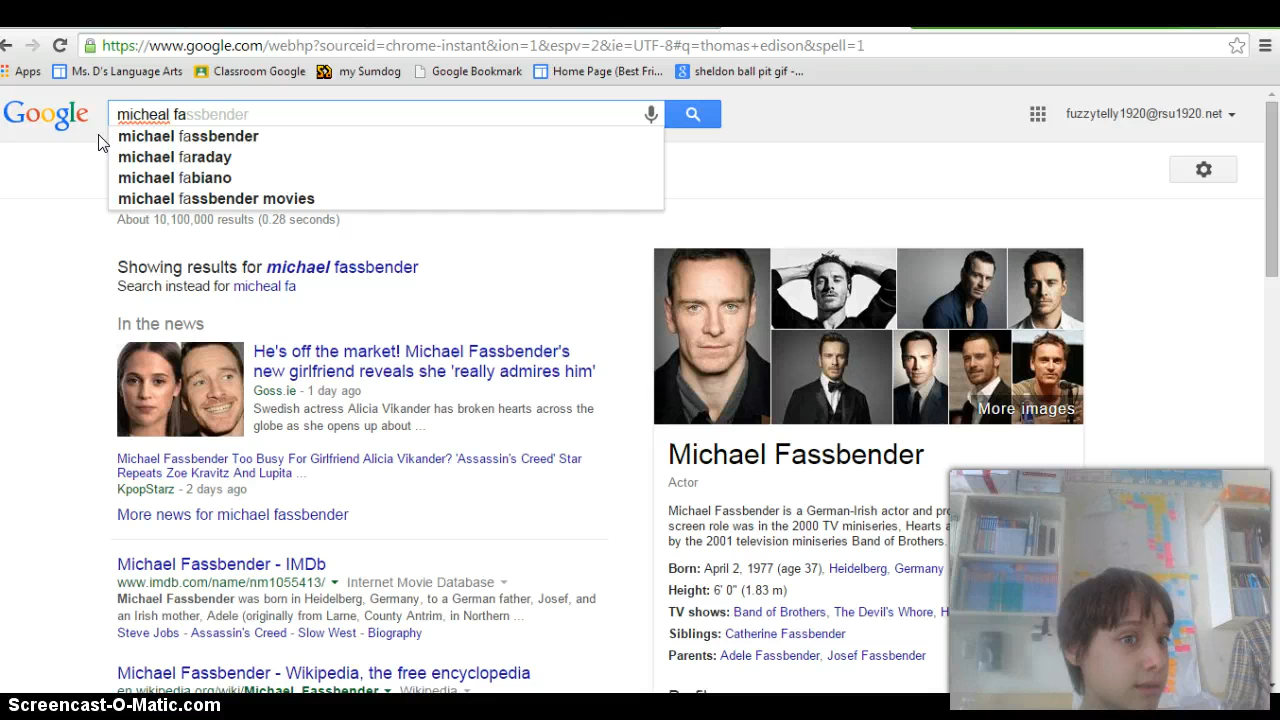 https://www.google.com/webhp?sourceid=chrome-instant&ion=1&espv=2&ie=UTF-8#q=thomas+edison&spell=1
Apps Ms. D's Language Arts Classroom Google my Sumdog Google Bookmark Home Page (Best Fri... sheldon ball pit gif -...
Google micheal fassbender fuzzytelly1920@rsu1920.net
michael fassbender
michael faraday
michael fabiano
michael fassbender movies
About 10,100,000 results (0.28 seconds)
Showing results for michael fassbender
Search instead for micheal fa
In the news
He's off the market! Michael Fassbender's
new girlfriend reveals she 'really admires him'
Goss.ie - 1 day ago
Swedish actress Alicia Vikander has broken hearts across the
globe as she opens up about ...
Michael Fassbender Too Busy For Girlfriend Alicia Vikander? 'Assassin's Creed' Star
Repeats Zoe Kravitz And Lupita ...
KpopStarz - 2 days ago
More news for michael fassbender
Michael Fassbender - IMDb
www.imdb.com/name/nm1055413/ Internet Movie Database
Michael Fassbender was born in Heidelberg, Germany, to a German father, Josef, and
an Irish mother, Adele (originally from Larne, County Antrim, in Northern ...
Steve Jobs - Assassin's Creed - Slow West - Biography
Michael Fassbender - Wikipedia, the free encyclopedia
en.wikipedia.org/wiki/Michael_Fassbender Wikipedia
More images
Michael Fassbender
Actor
Michael Fassbender is a German-Irish actor and
screen role was in the 2000 TV miniseries, Hearts
by the 2001 television miniseries Band of Brothers.
Born: April 2, 1977 (age 37), Heidelberg, Germany
Height: 6' 0" (1.83 m)
TV shows: Band of Brothers, The Devil's Whore,
Siblings: Catherine Fassbender
Parents: Adele Fassbender, Josef Fassbender
Screencast-O-Matic.com